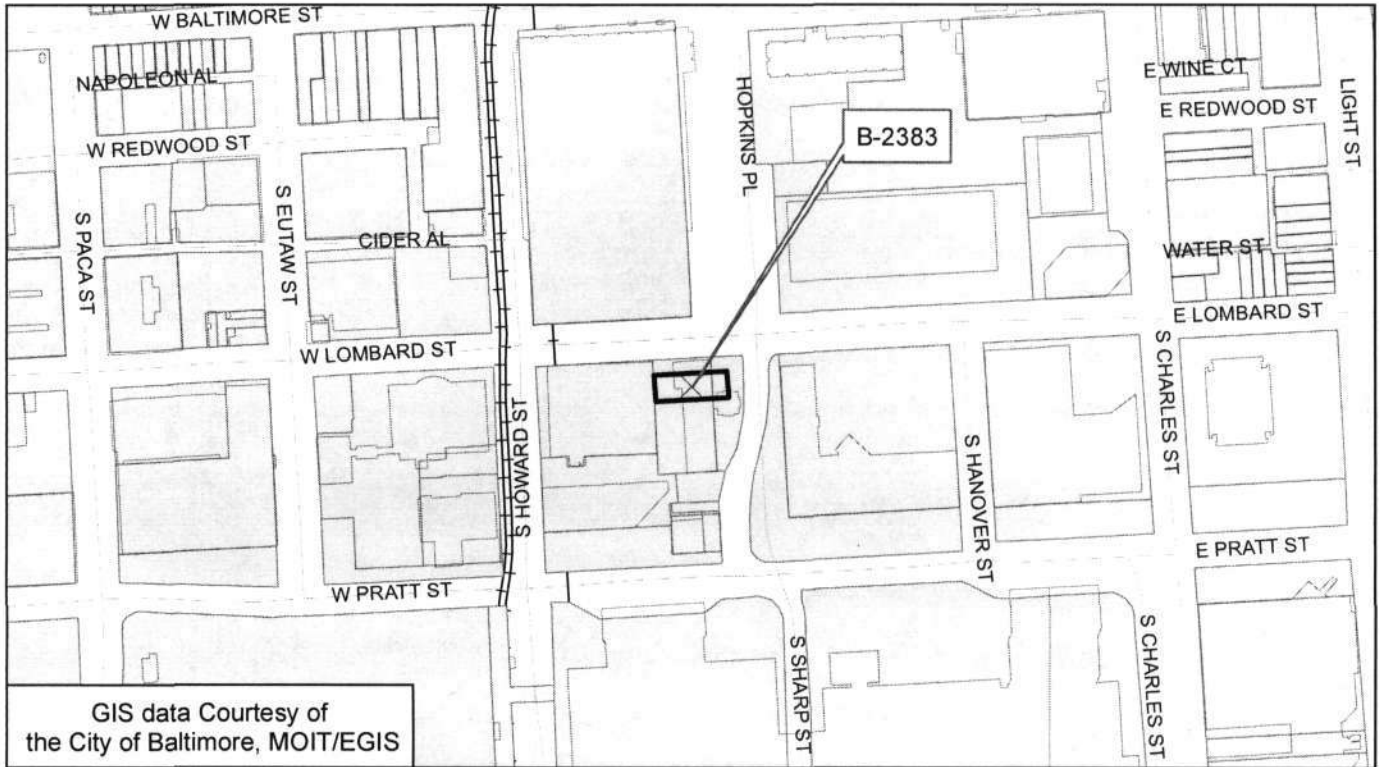 W BALTIMORE ST
NAPOLEON AL
E WINE CT
E REDWOOD ST
LIGHT ST
HOPKINS PL
B-2383
W REDWOOD ST
S PACA ST
S EUTAW ST
CIDER AL
WATER ST
E LOMBARD ST
W LOMBARD ST
S CHARLES ST
S HOWARD ST
S HANOVER ST
E PRATT ST
W PRATT ST
S SHARP ST
S CHARLES ST
GIS data Courtesy of
the City of Baltimore, MOIT/EGIS